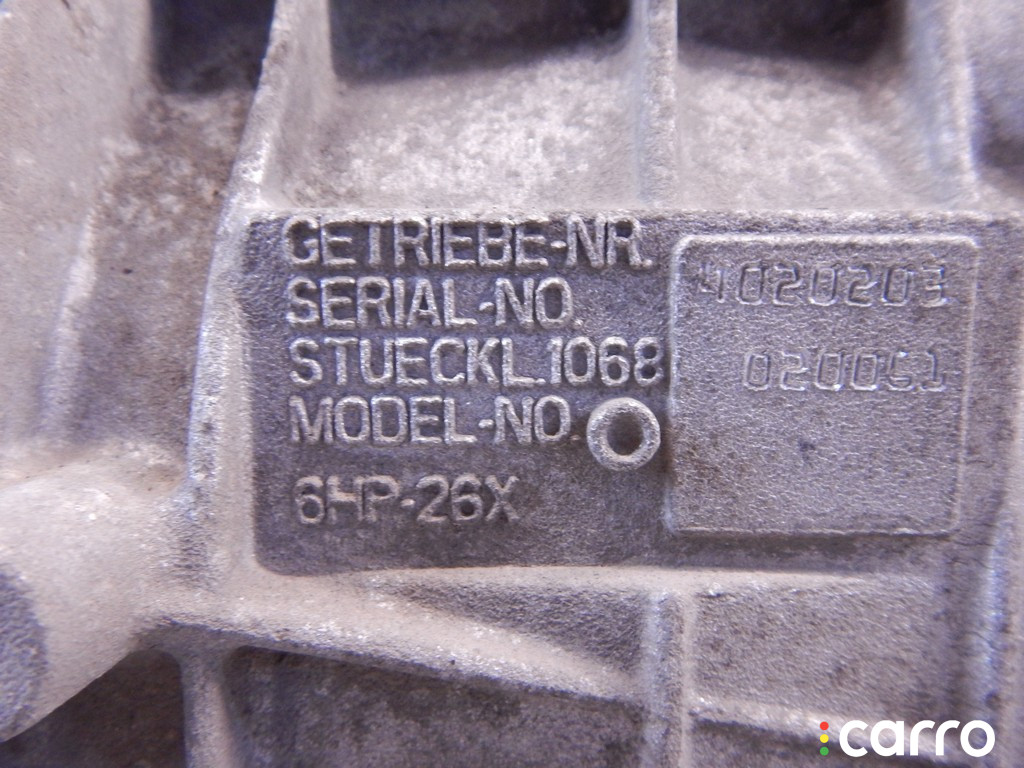 GETRIEBE-NR.
SERIAL-NO.
STUECKL.1068
MODEL-NO.
6HP-26X
4020203
020051
carro